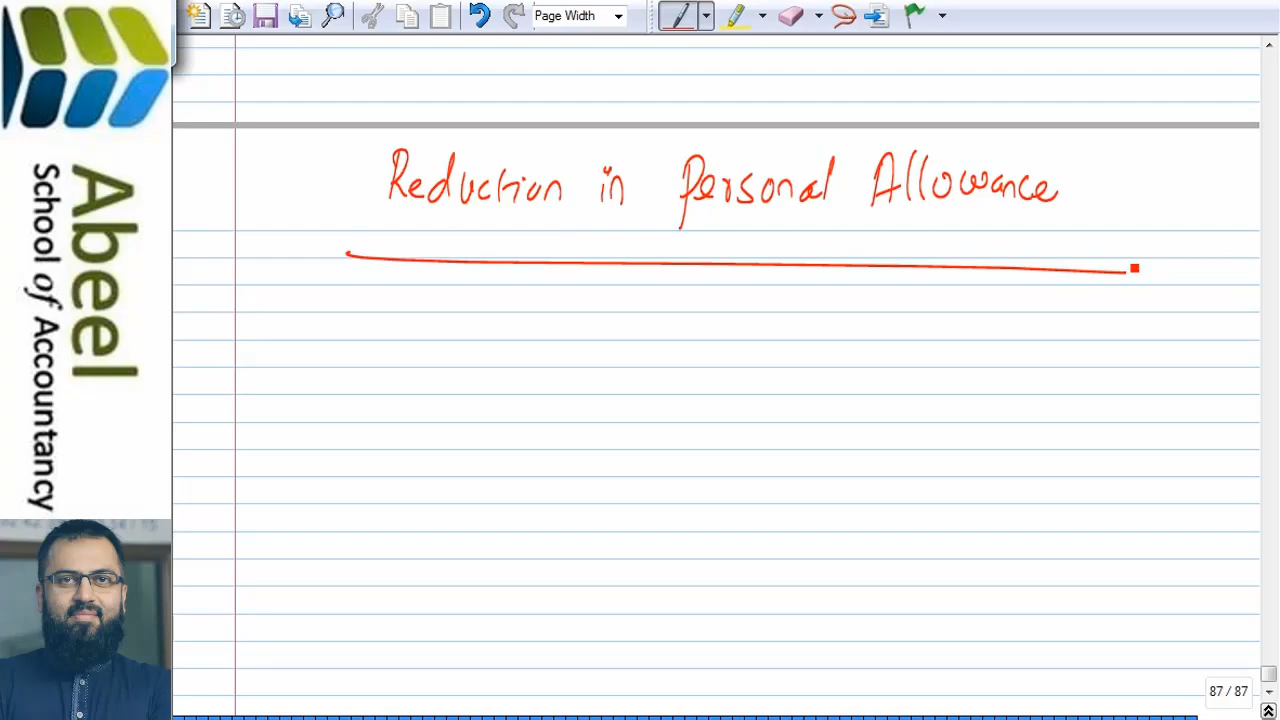 Page Width
Reduction in Personal Allowance
Abeel
School of Accountancy
87 / 87